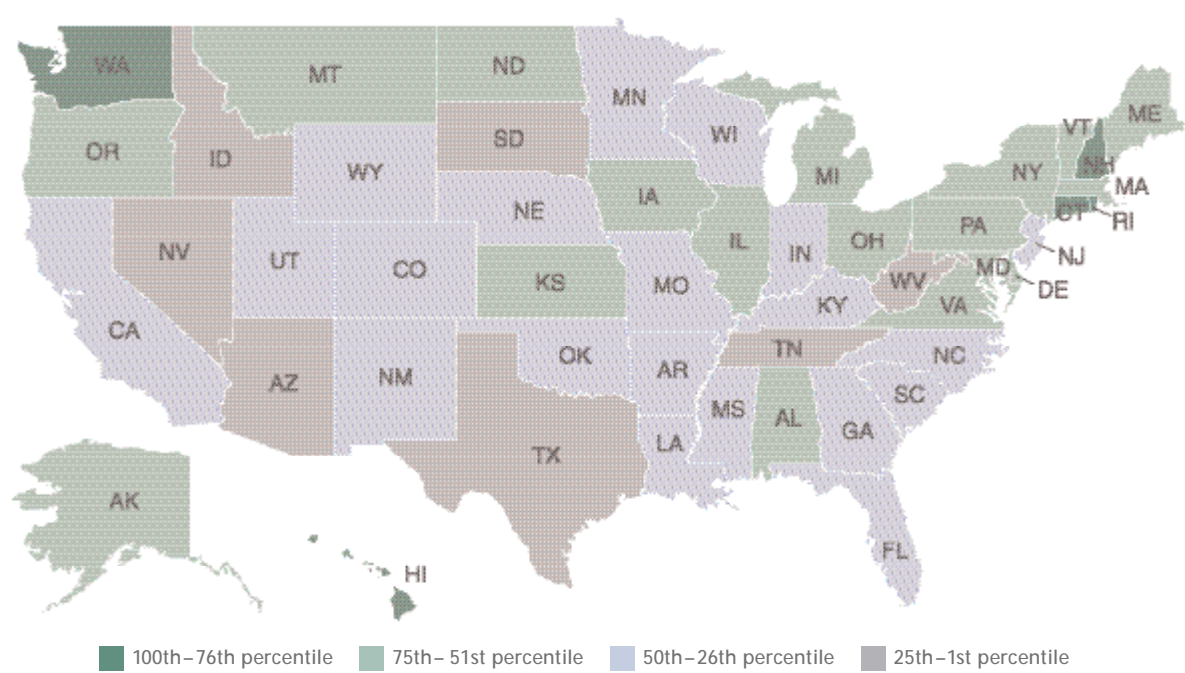 WA
MT
ND
MN
VT
ME
OR
ID
SD
WI
NH
WY
MI
NY
MA
IA
NE
CT
RI
PA
NV
UT
CO
IL
IN
OH
NJ
KS
MO
WV
MD
DE
KY
VA
CA
AZ
NM
OK
AR
TN
NC
SC
MS
AL
GA
LA
TX
AK
FL
HI
100th–76th percentile 75th–51st percentile 50th–26th percentile 25th–1st percentile